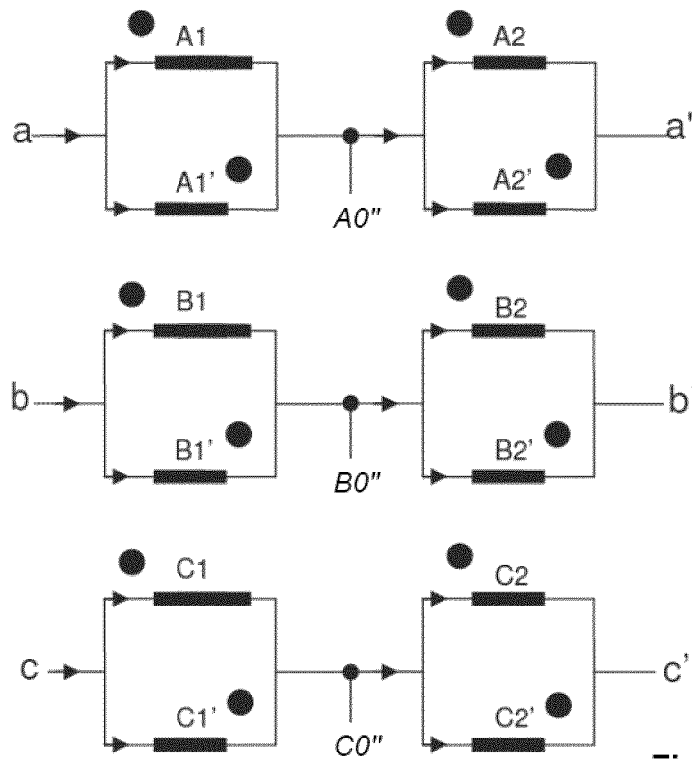 A1 A2
a a'
A1' A2'
A0"
B1 B2
b b
B1' B2'
B0"
C1 C2
c c'
C1' C2'
C0"